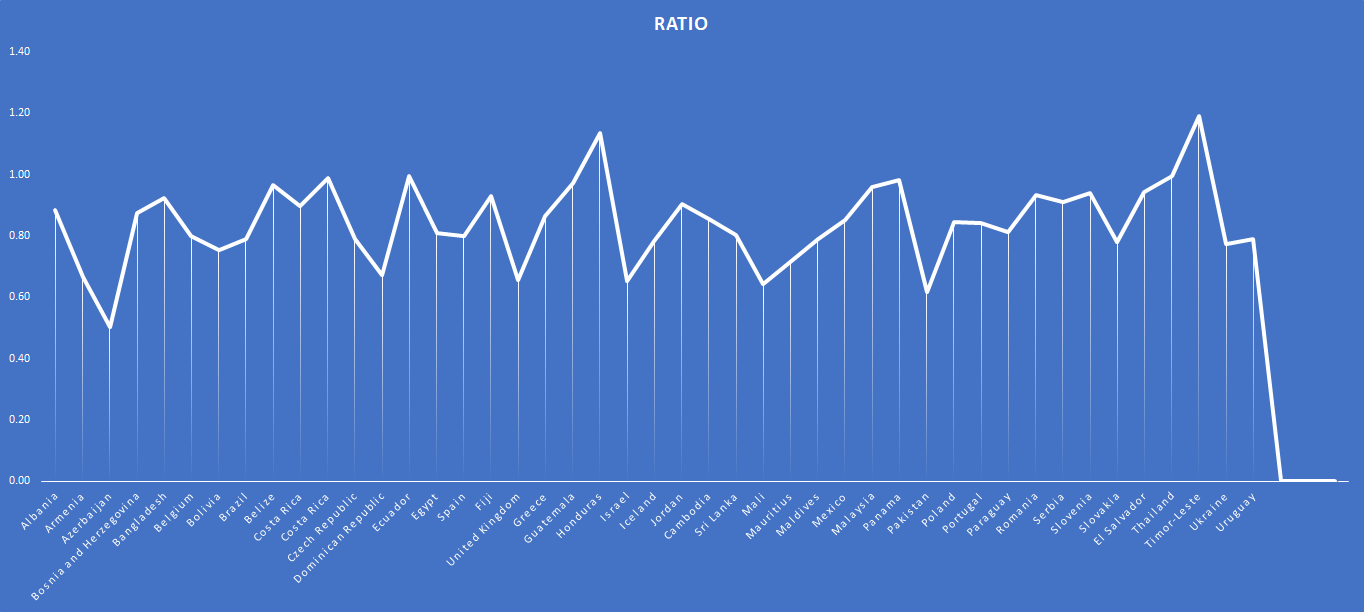 RATIO
1.40
1.20
1.00
0.80
0.60
0.40
0.20
0.00
Albania
Armenia
Azerbaijan
Bosnia and Herzegovina
Bangladesh
Belgium
Bolivia
Brazil
Belize
Costa Rica
Costa Rica
Czech Republic
Dominican Republic
Ecuador
Egypt
Spain
Fiji
United Kingdom
Greece
Guatemala
Honduras
Israel
Iceland
Jordan
Cambodia
Sri Lanka
Mali
Mauritius
Maldives
Mexico
Malaysia
Panama
Pakistan
Poland
Portugal
Paraguay
Romania
Serbia
Slovenia
Slovakia
El Salvador
Thailand
Timor-Leste
Ukraine
Uruguay